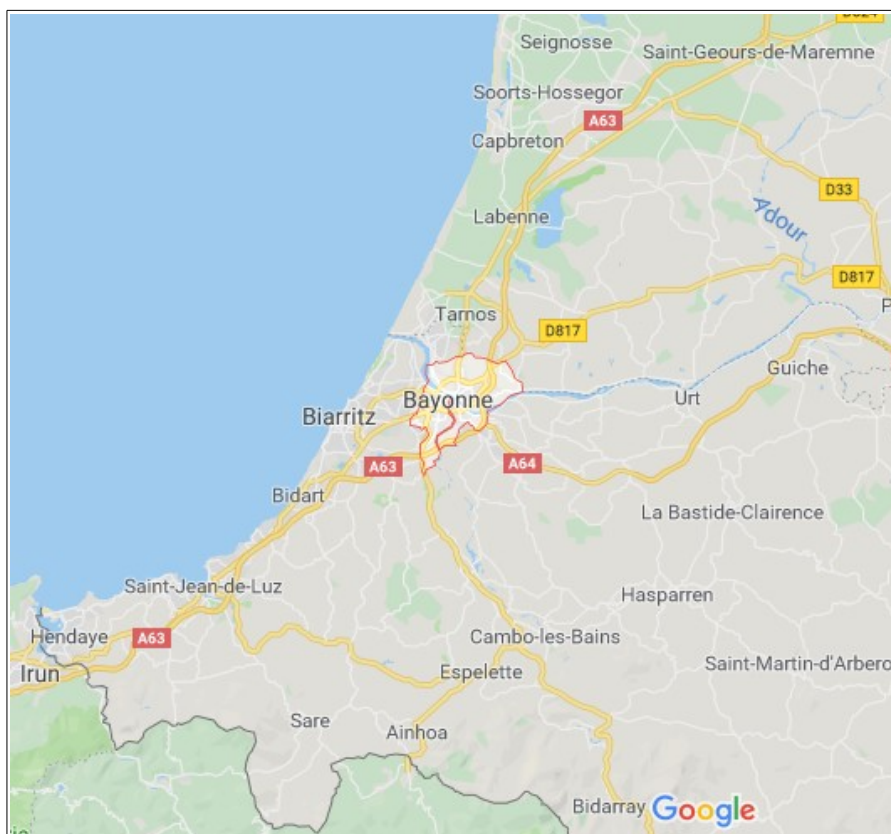 D824
Seignosse
Saint-Geours-de-Maremne
Soorts-Hossegor
A63
Capbreton
D33
Labenne
Adour
D817
Tarnos
D817
P
Guiche
Urt
Bayonne
Biarritz
A63
A64
Bidart
La Bastide-Clairence
Saint-Jean-de-Luz
Hasparren
Hendaye
A63
Cambo-les-Bains
Irun
Espelette
Saint-Martin-d'Arbero
Sare
Ainhoa
Bidarray
Google